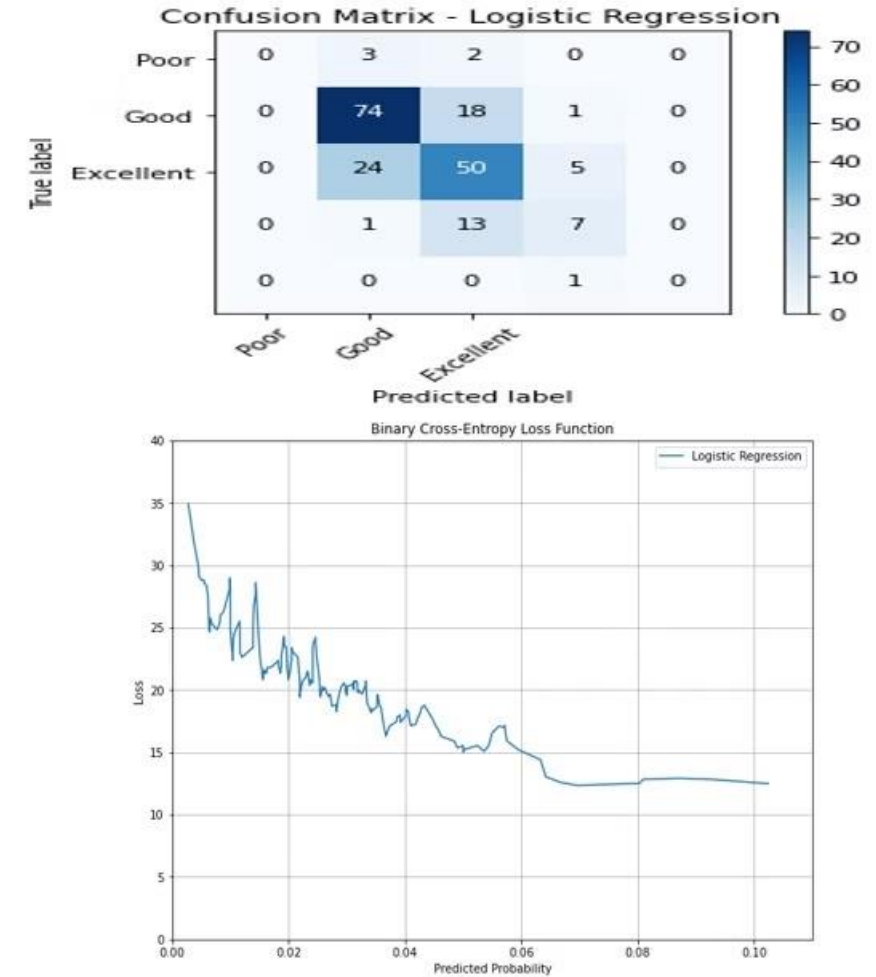 Confusion Matrix - Logistic Regression
Poor 0 3 2 0 0
Good 0 74 18 1 0
Excellent 0 24 50 5 0
0 1 13 7 0
0 0 0 1 0
True label
70
60
50
40
30
20
10
0
Poor Good Excellent
Predicted label
Binary Cross-Entropy Loss Function
Logistic Regression
40
35
30
25
20
15
10
5
0
Loss
0.00 0.02 0.04 0.06 0.08 0.10
Predicted Probability